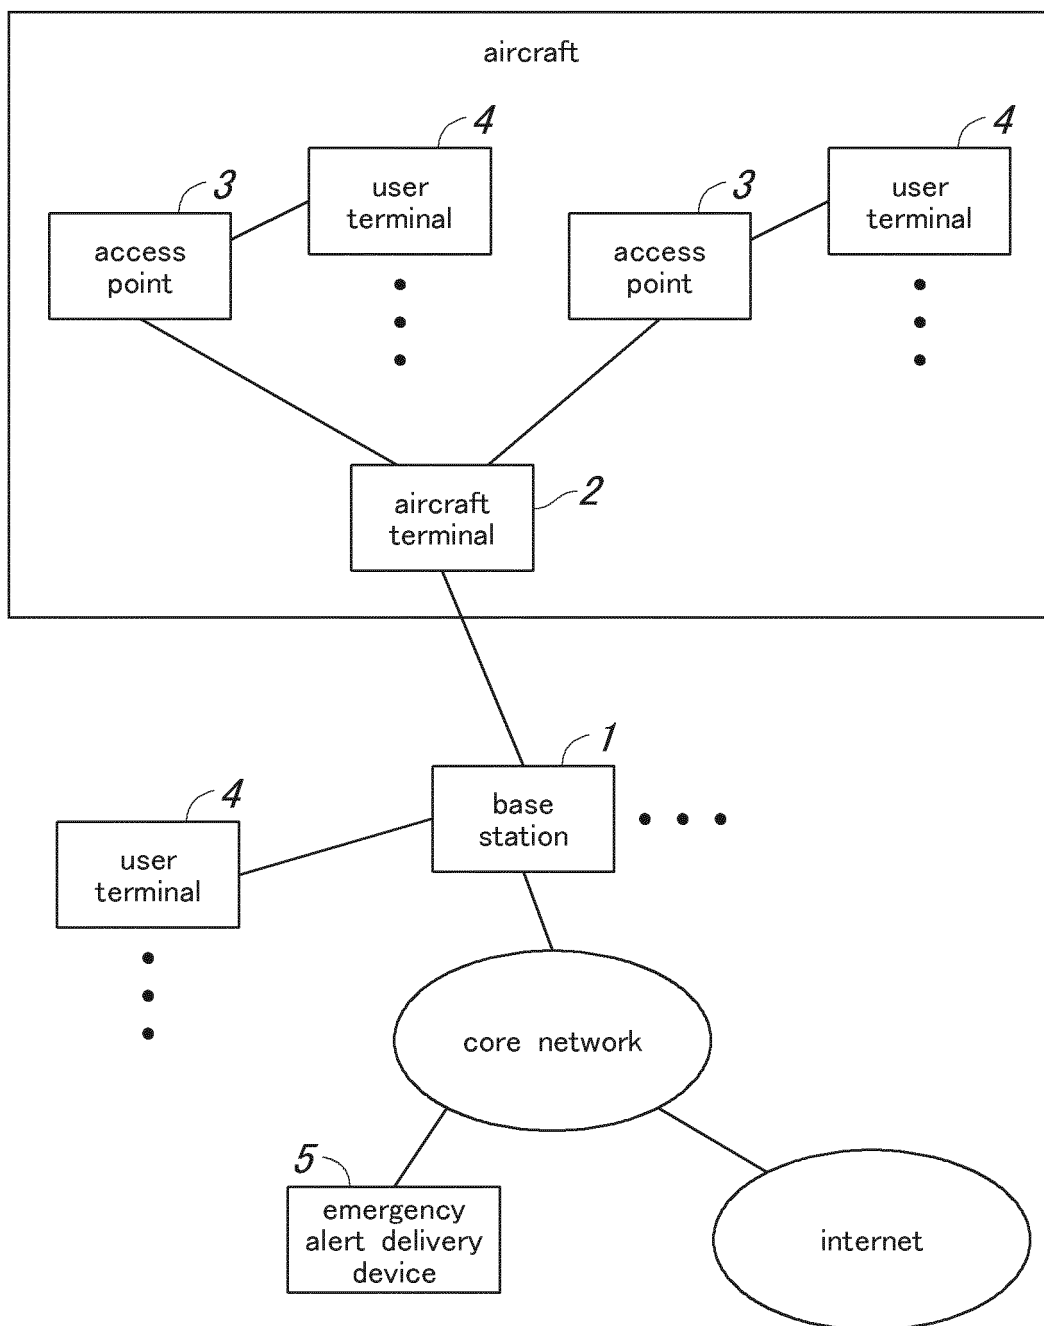 aircraft
4
user
terminal
3
access
point
4
user
terminal
3
access
point
aircraft
terminal
2
1
base
station
4
user
terminal
core network
5
emergency
alert delivery
device
internet